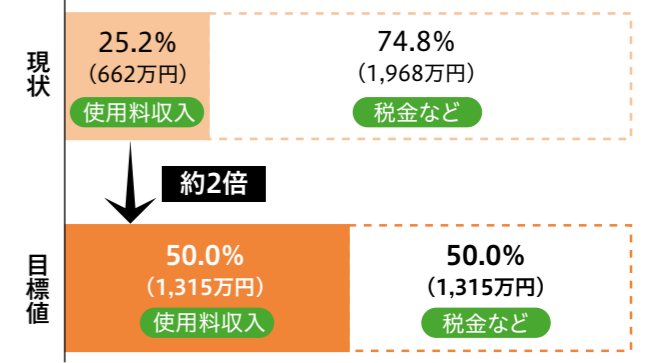 現状
25.2%
（662万円）
使用料収入
74.8%
（1,968万円）
税金など
約2倍
目標値
50.0%
（1,315万円）
使用料収入
50.0%
（1,315万円）
税金など